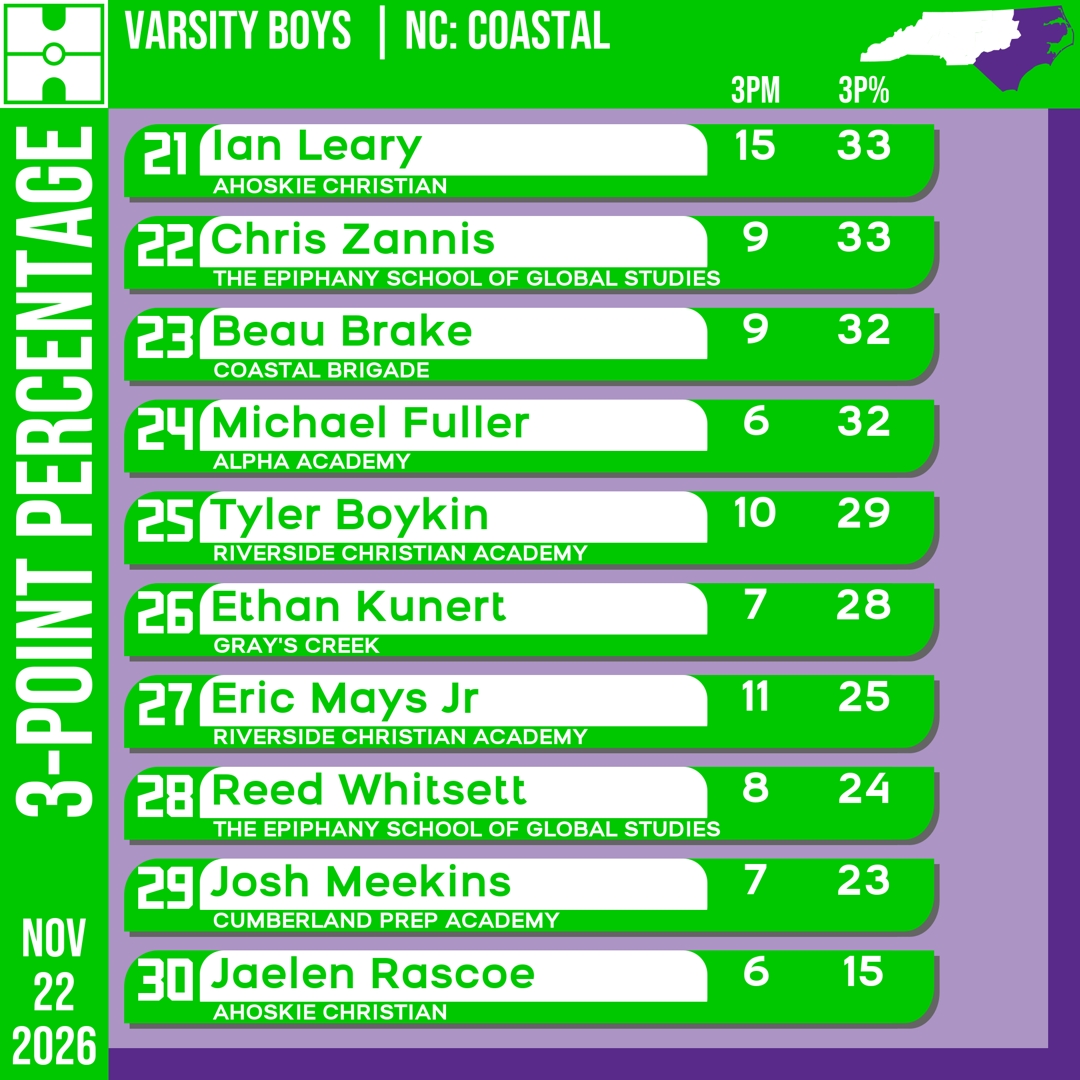 VARSITY BOYS | NC: COASTAL
3PM 3P%
3-POINT PERCENTAGE
21 Ian Leary 15 33
AHOSKIE CHRISTIAN
22 Chris Zannis 9 33
THE EPIPHANY SCHOOL OF GLOBAL STUDIES
23 Beau Brake 9 32
COASTAL BRIGADE
24 Michael Fuller 6 32
ALPHA ACADEMY
25 Tyler Boykin 10 29
RIVERSIDE CHRISTIAN ACADEMY
26 Ethan Kunert 7 28
GRAY'S CREEK
27 Eric Mays Jr 11 25
RIVERSIDE CHRISTIAN ACADEMY
28 Reed Whitsett 8 24
THE EPIPHANY SCHOOL OF GLOBAL STUDIES
29 Josh Meekins 7 23
CUMBERLAND PREP ACADEMY
30 Jaelen Rascoe 6 15
AHOSKIE CHRISTIAN
NOV
22
2026